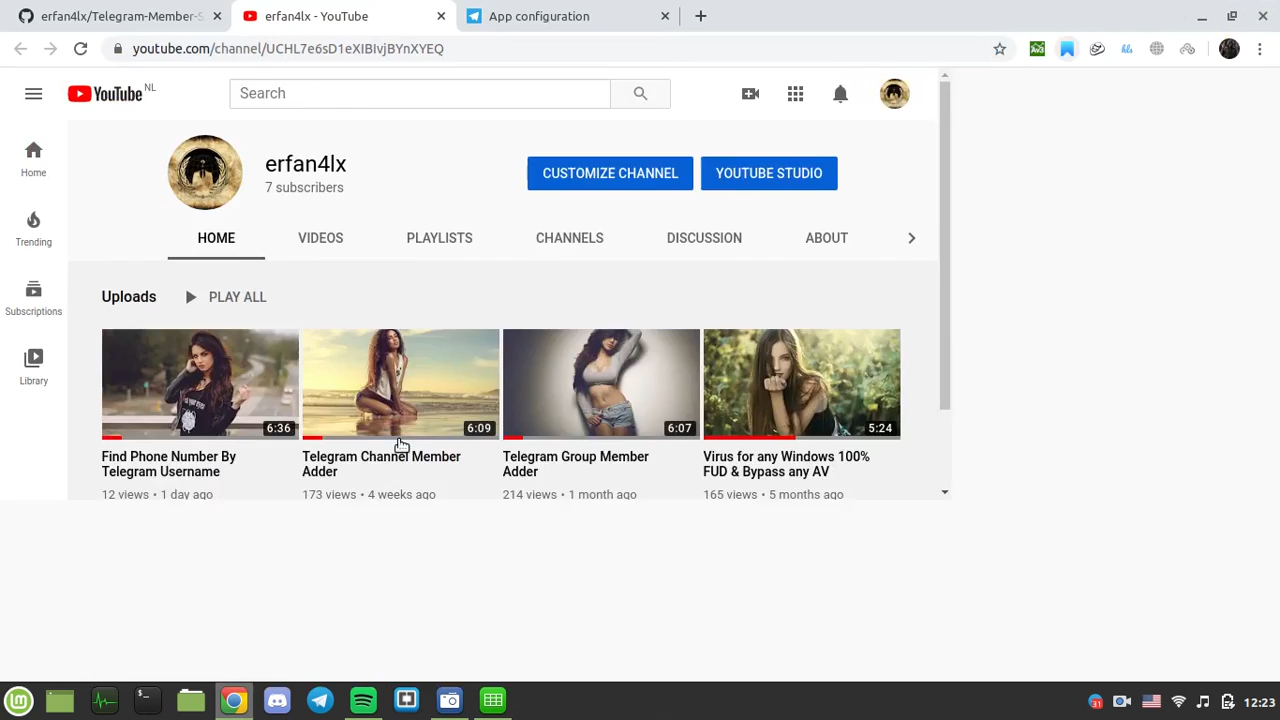 erfan4lx/Telegram-Member-S
erfan4lx - YouTube
App configuration
youtube.com/channel/UCHL7e6sD1eXIBIvjBYnXYEQ
YouTube NL
Search
Home
Trending
Subscriptions
Library
erfan4lx
7 subscribers
CUSTOMIZE CHANNEL
YOUTUBE STUDIO
HOME VIDEOS PLAYLISTS CHANNELS DISCUSSION ABOUT
Uploads PLAY ALL
6:36 6:09 6:07 5:24
Find Phone Number By
Telegram Username
12 views • 1 day ago
Telegram Channel Member
Adder
173 views • 4 weeks ago
Telegram Group Member
Adder
214 views • 1 month ago
Virus for any Windows 100%
FUD & Bypass any AV
165 views • 5 months ago
31
12:23